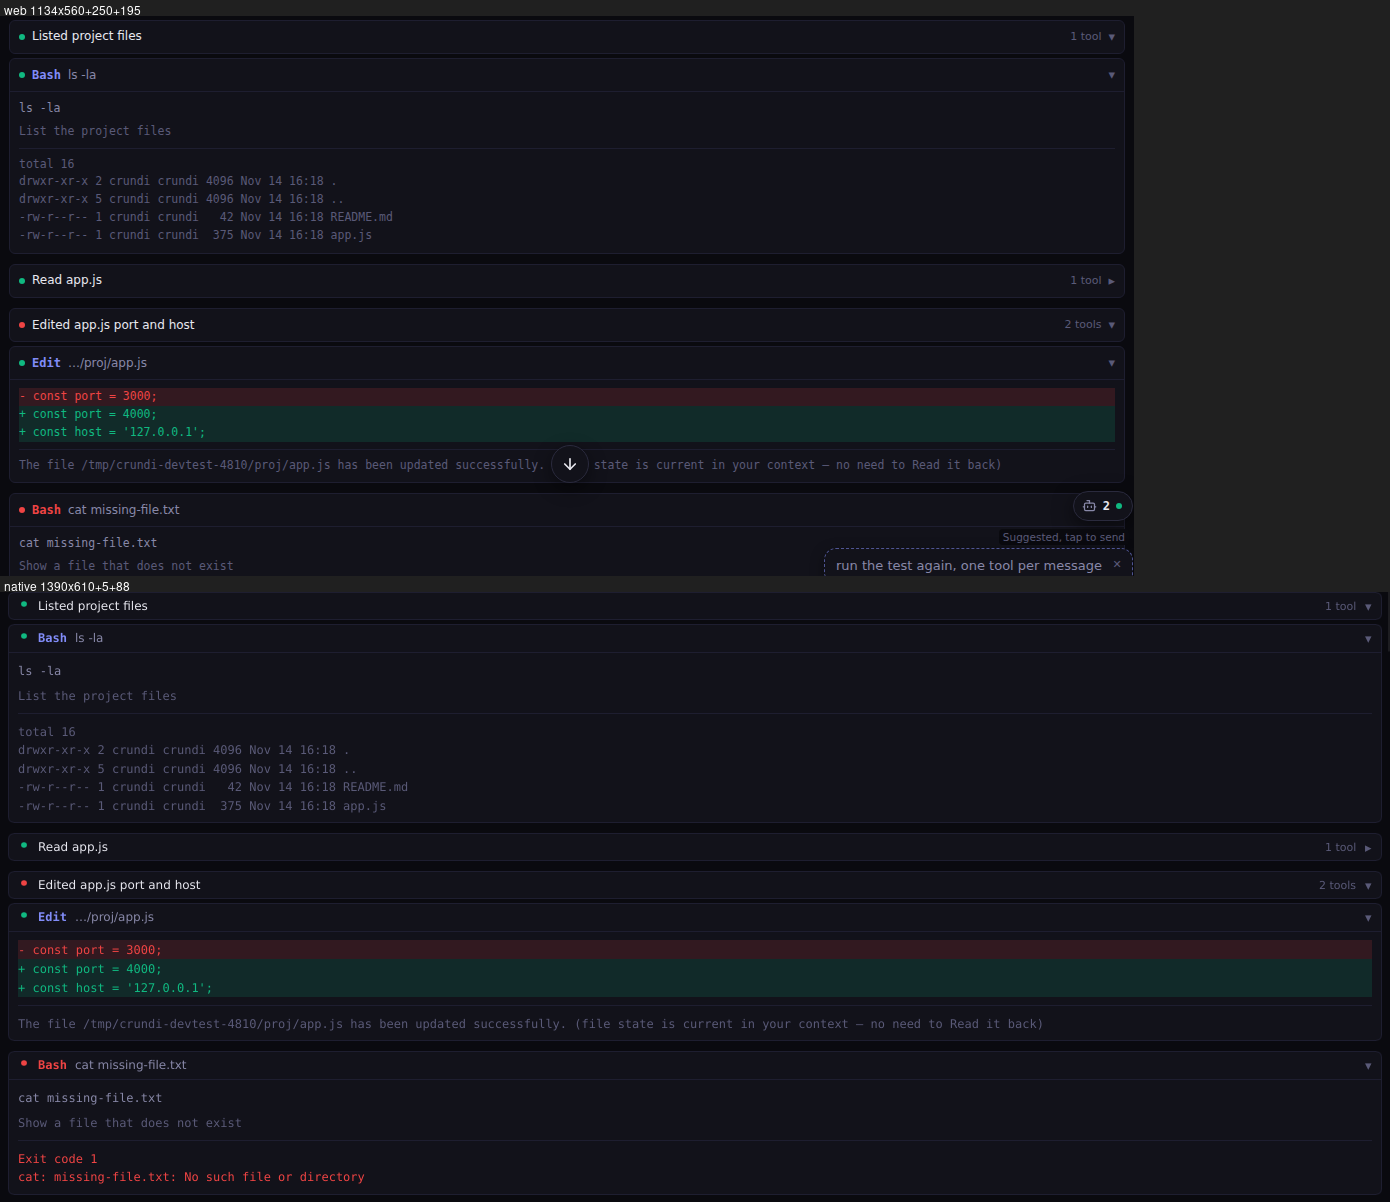 web 1134x560+250+195
Listed project files 1 tool ▼
Bash ls -la ▼
ls -la
List the project files
total 16
drwxr-xr-x 2 crundi crundi 4096 Nov 14 16:18 .
drwxr-xr-x 5 crundi crundi 4096 Nov 14 16:18 ..
-rw-r--r-- 1 crundi crundi   42 Nov 14 16:18 README.md
-rw-r--r-- 1 crundi crundi  375 Nov 14 16:18 app.js
Read app.js 1 tool ▶
Edited app.js port and host 2 tools ▼
Edit …/proj/app.js ▼
- const port = 3000;
+ const port = 4000;
+ const host = '127.0.0.1';
The file /tmp/crundi-devtest-4810/proj/app.js has been updated successfully. state is current in your context — no need to Read it back)
Bash cat missing-file.txt
2
cat missing-file.txt
Suggested, tap to send
Show a file that does not exist
run the test again, one tool per message ×
native 1390x610+5+88
Listed project files 1 tool ▼
Bash ls -la ▼
ls -la
List the project files
total 16
drwxr-xr-x 2 crundi crundi 4096 Nov 14 16:18 .
drwxr-xr-x 5 crundi crundi 4096 Nov 14 16:18 ..
-rw-r--r-- 1 crundi crundi   42 Nov 14 16:18 README.md
-rw-r--r-- 1 crundi crundi  375 Nov 14 16:18 app.js
Read app.js 1 tool ▶
Edited app.js port and host 2 tools ▼
Edit …/proj/app.js ▼
- const port = 3000;
+ const port = 4000;
+ const host = '127.0.0.1';
The file /tmp/crundi-devtest-4810/proj/app.js has been updated successfully. (file state is current in your context — no need to Read it back)
Bash cat missing-file.txt ▼
cat missing-file.txt
Show a file that does not exist
Exit code 1
cat: missing-file.txt: No such file or directory